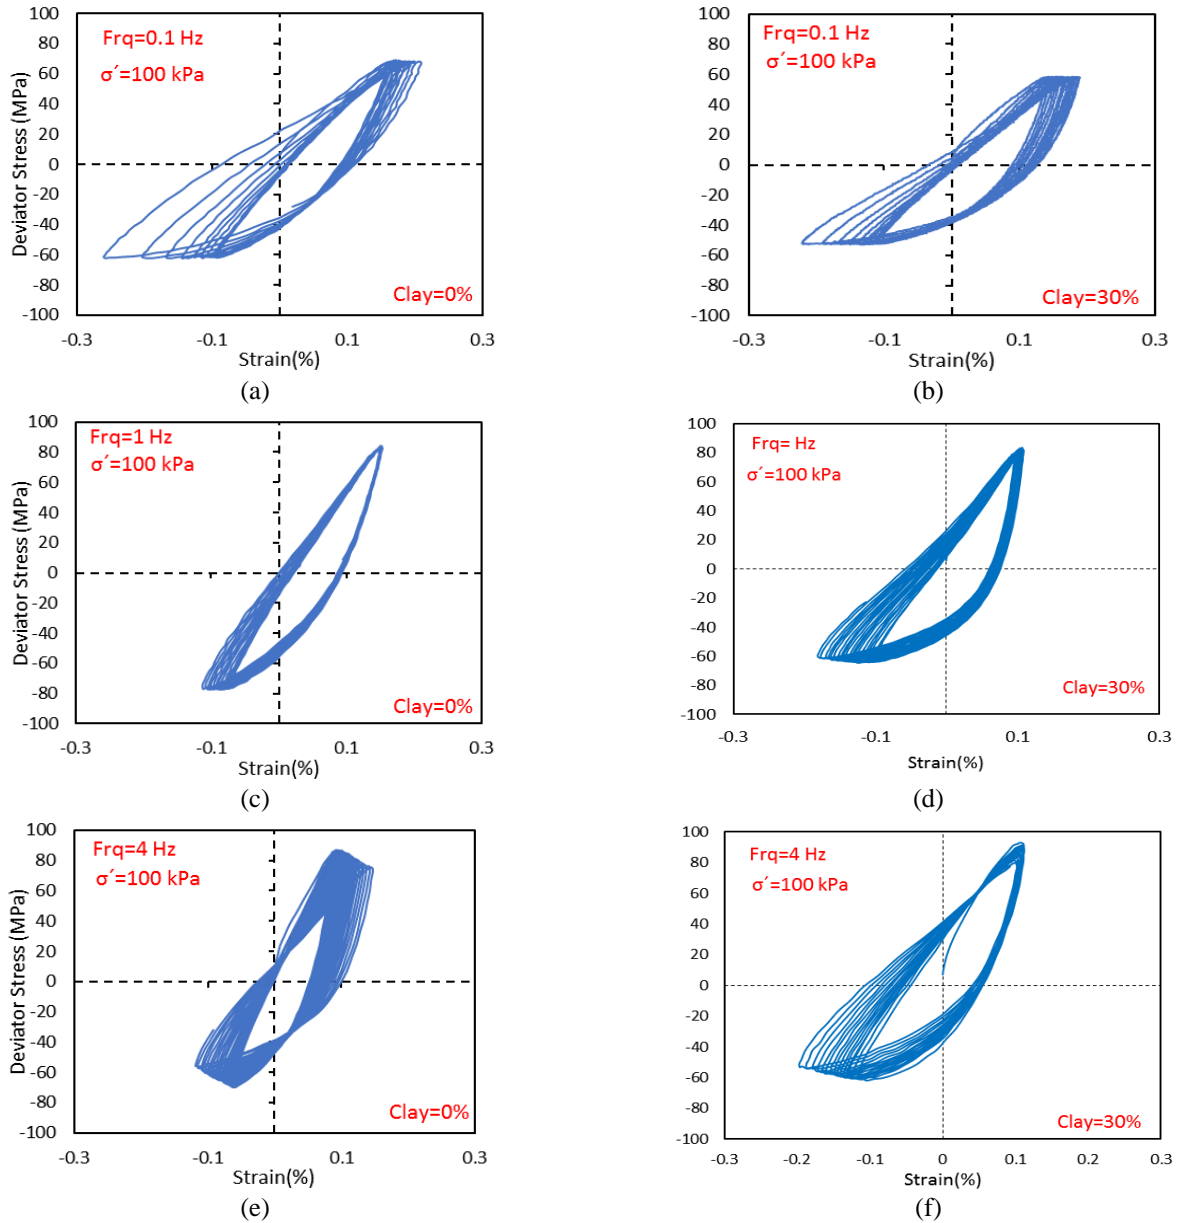 Frq=0.1 Hz
σ´=100 kPa
Clay=0%
Deviator Stress (MPa)
100
80
60
40
20
0
-20
-40
-60
-80
-100
-0.3
-0.1
0.1
0.3
Strain(%)
(a)
Frq=0.1 Hz
σ´=100 kPa
Clay=30%
100
80
60
40
20
0
-20
-40
-60
-80
-100
-0.3
-0.1
0.1
0.3
Strain(%)
(b)
Frq=1 Hz
σ´=100 kPa
Clay=0%
Deviator Stress (MPa)
100
80
60
40
20
0
-20
-40
-60
-80
-100
-0.3
-0.1
0.1
0.3
Strain(%)
(c)
Frq= Hz
σ´=100 kPa
Clay=30%
100
80
60
40
20
0
-20
-40
-60
-80
-100
-0.3
-0.1
0.1
0.3
Strain(%)
(d)
Frq=4 Hz
σ´=100 kPa
Clay=0%
Deviator Stress (MPa)
100
80
60
40
20
0
-20
-40
-60
-80
-100
-0.3
-0.1
0.1
0.3
Strain(%)
(e)
Frq=4 Hz
σ´=100 kPa
Clay=30%
100
80
60
40
20
0
-20
-40
-60
-80
-100
-0.3
-0.2
-0.1
0
0.1
0.2
0.3
Strain(%)
(f)